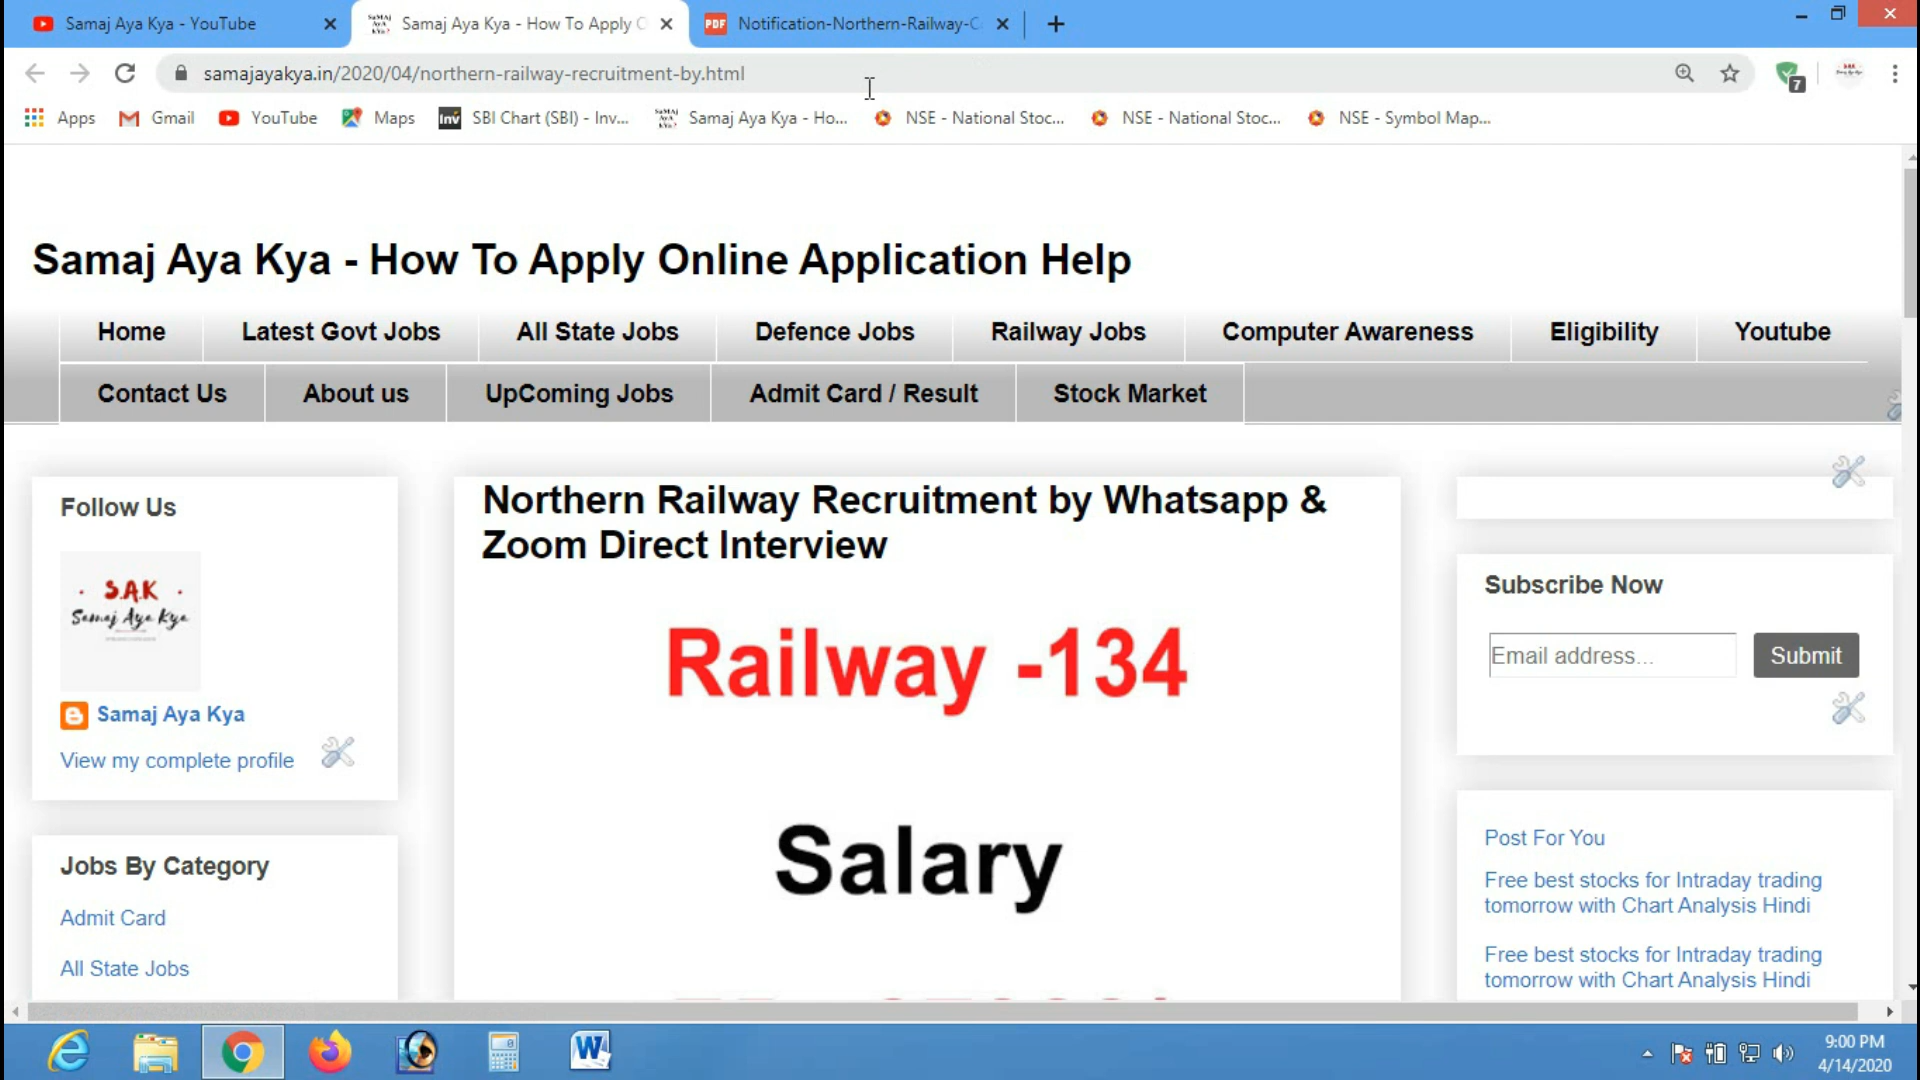 Samaj Aya Kya - YouTube
Samaj Aya Kya - How To Apply O
PDF
Notification-Northern-Railway-C
samajayakya.in/2020/04/northern-railway-recruitment-by.html
7
Apps
Gmail
YouTube
Maps
Inv
SBI Chart (SBI) - Inv...
Samaj Aya Kya - Ho...
NSE - National Stoc...
NSE - National Stoc...
NSE - Symbol Map...
Samaj Aya Kya - How To Apply Online Application Help
Home
Latest Govt Jobs
All State Jobs
Defence Jobs
Railway Jobs
Computer Awareness
Eligibility
Youtube
Contact Us
About us
UpComing Jobs
Admit Card / Result
Stock Market
Follow Us
S.A.K
Samaj Aya Kya
Samaj Aya Kya
View my complete profile
Jobs By Category
Admit Card
All State Jobs
Northern Railway Recruitment by Whatsapp &
Zoom Direct Interview
Railway -134
Salary
Subscribe Now
Email address...
Submit
Post For You
Free best stocks for Intraday trading
tomorrow with Chart Analysis Hindi
Free best stocks for Intraday trading
tomorrow with Chart Analysis Hindi
9:00 PM
4/14/2020